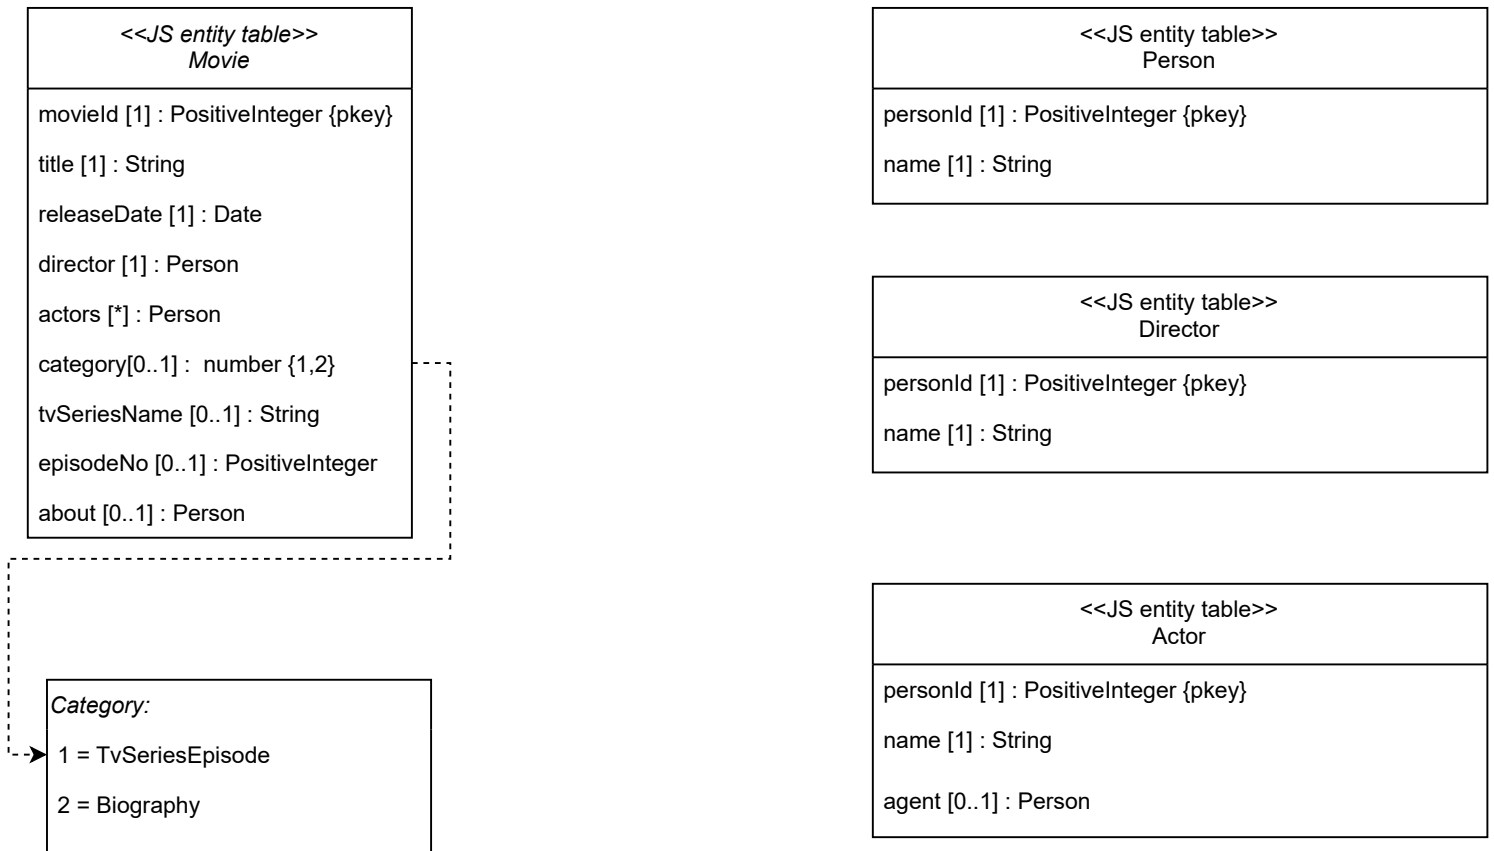 <<JS entity table>>
Movie
movieId [1] : PositiveInteger {pkey}
title [1] : String
releaseDate [1] : Date
director [1] : Person
actors [*] : Person
category[0..1] :  number {1,2}
tvSeriesName [0..1] : String
episodeNo [0..1] : PositiveInteger
about [0..1] : Person
Category:
1 = TvSeriesEpisode
2 = Biography
<<JS entity table>>
Person
personId [1] : PositiveInteger {pkey}
name [1] : String
<<JS entity table>>
Director
personId [1] : PositiveInteger {pkey}
name [1] : String
<<JS entity table>>
Actor
personId [1] : PositiveInteger {pkey}
name [1] : String
agent [0..1] : Person